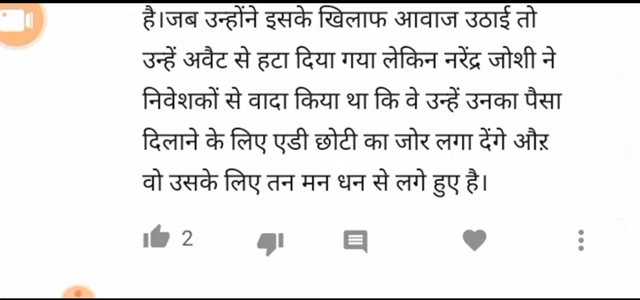 है।जब उन्होंने इसके खिलाफ आवाज उठाई तो
उन्हें अवैट से हटा दिया गया लेकिन नरेंद्र जोशी ने
निवेशकों से वादा किया था कि वे उन्हें उनका पैसा
दिलाने के लिए एडी छोटी का जोर लगा देंगे औऱ
वो उसके लिए तन मन धन से लगे हुए है।
2